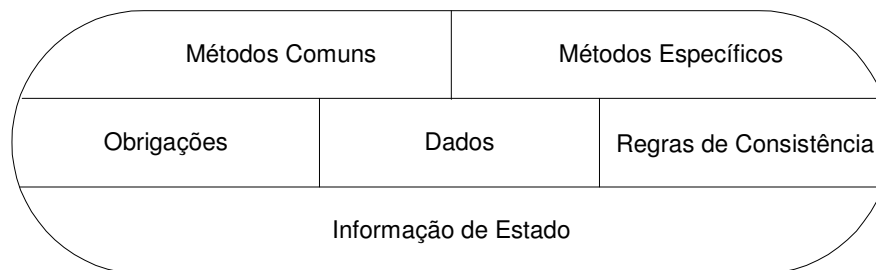 Métodos Comuns
Métodos Específicos
Obrigações
Dados
Regras de Consistência
Informação de Estado